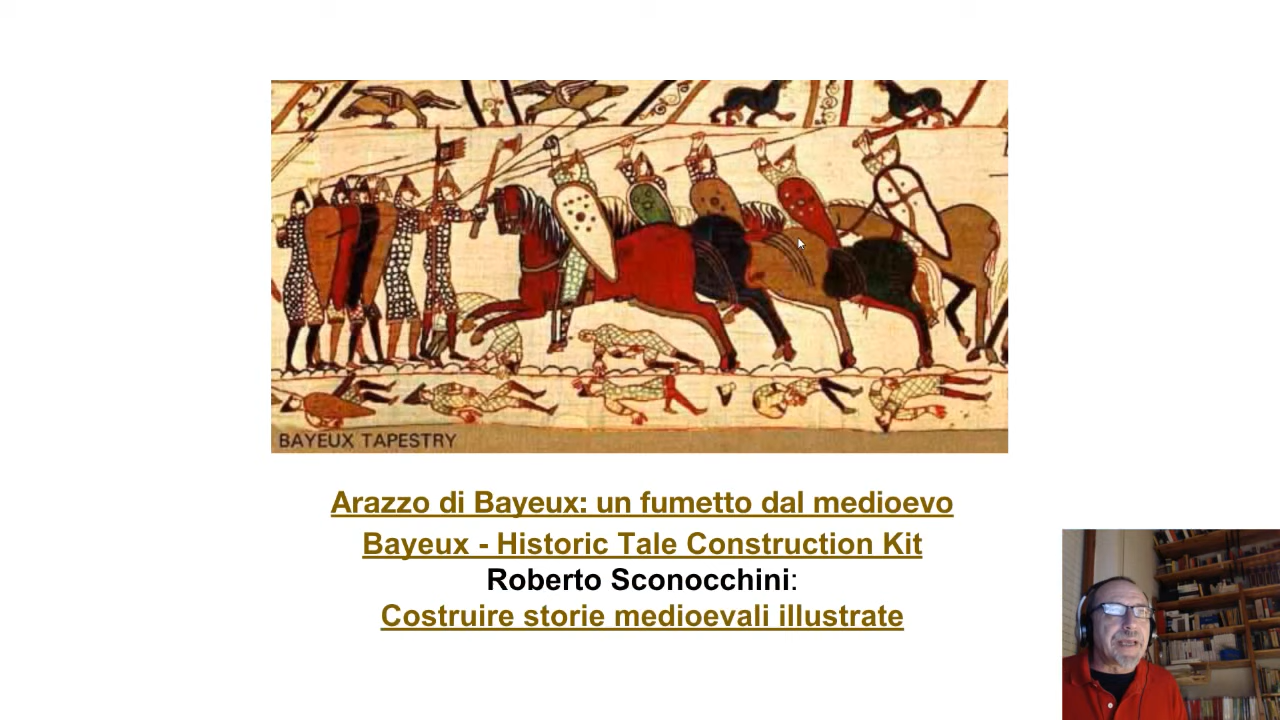 BAYEUX TAPESTRY
Arazzo di Bayeux: un fumetto dal medioevo
Bayeux - Historic Tale Construction Kit
Roberto Sconocchini:
Costruire storie medioevali illustrate